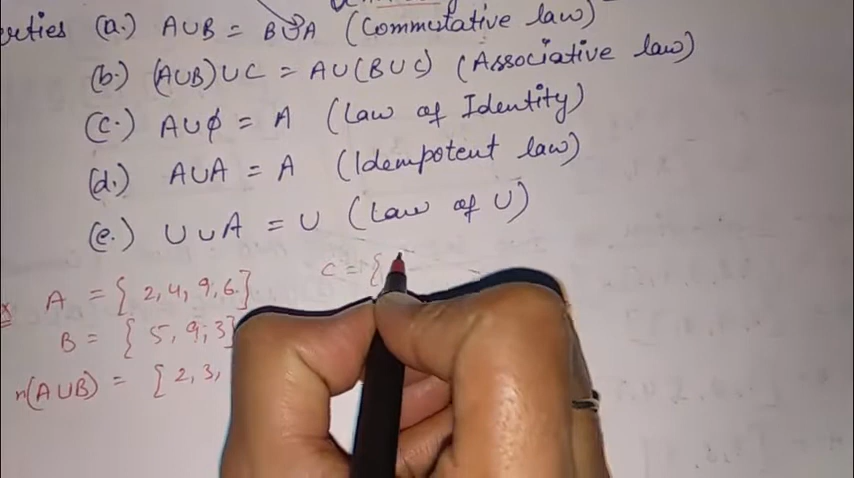 erties (a.) A∪B = B∪A (Commutative law)
(b.) (A∪B)∪C = A∪(B∪C) (Associative law)
(c.) A∪ϕ = A (Law of Identity)
(d.) A∪A = A (Idempotent law)
(e.) U∪A = U (Law of U)
C = {
A = {2,4,9,6.}
B = {5,9,3}
n(A∪B) = {2,3,